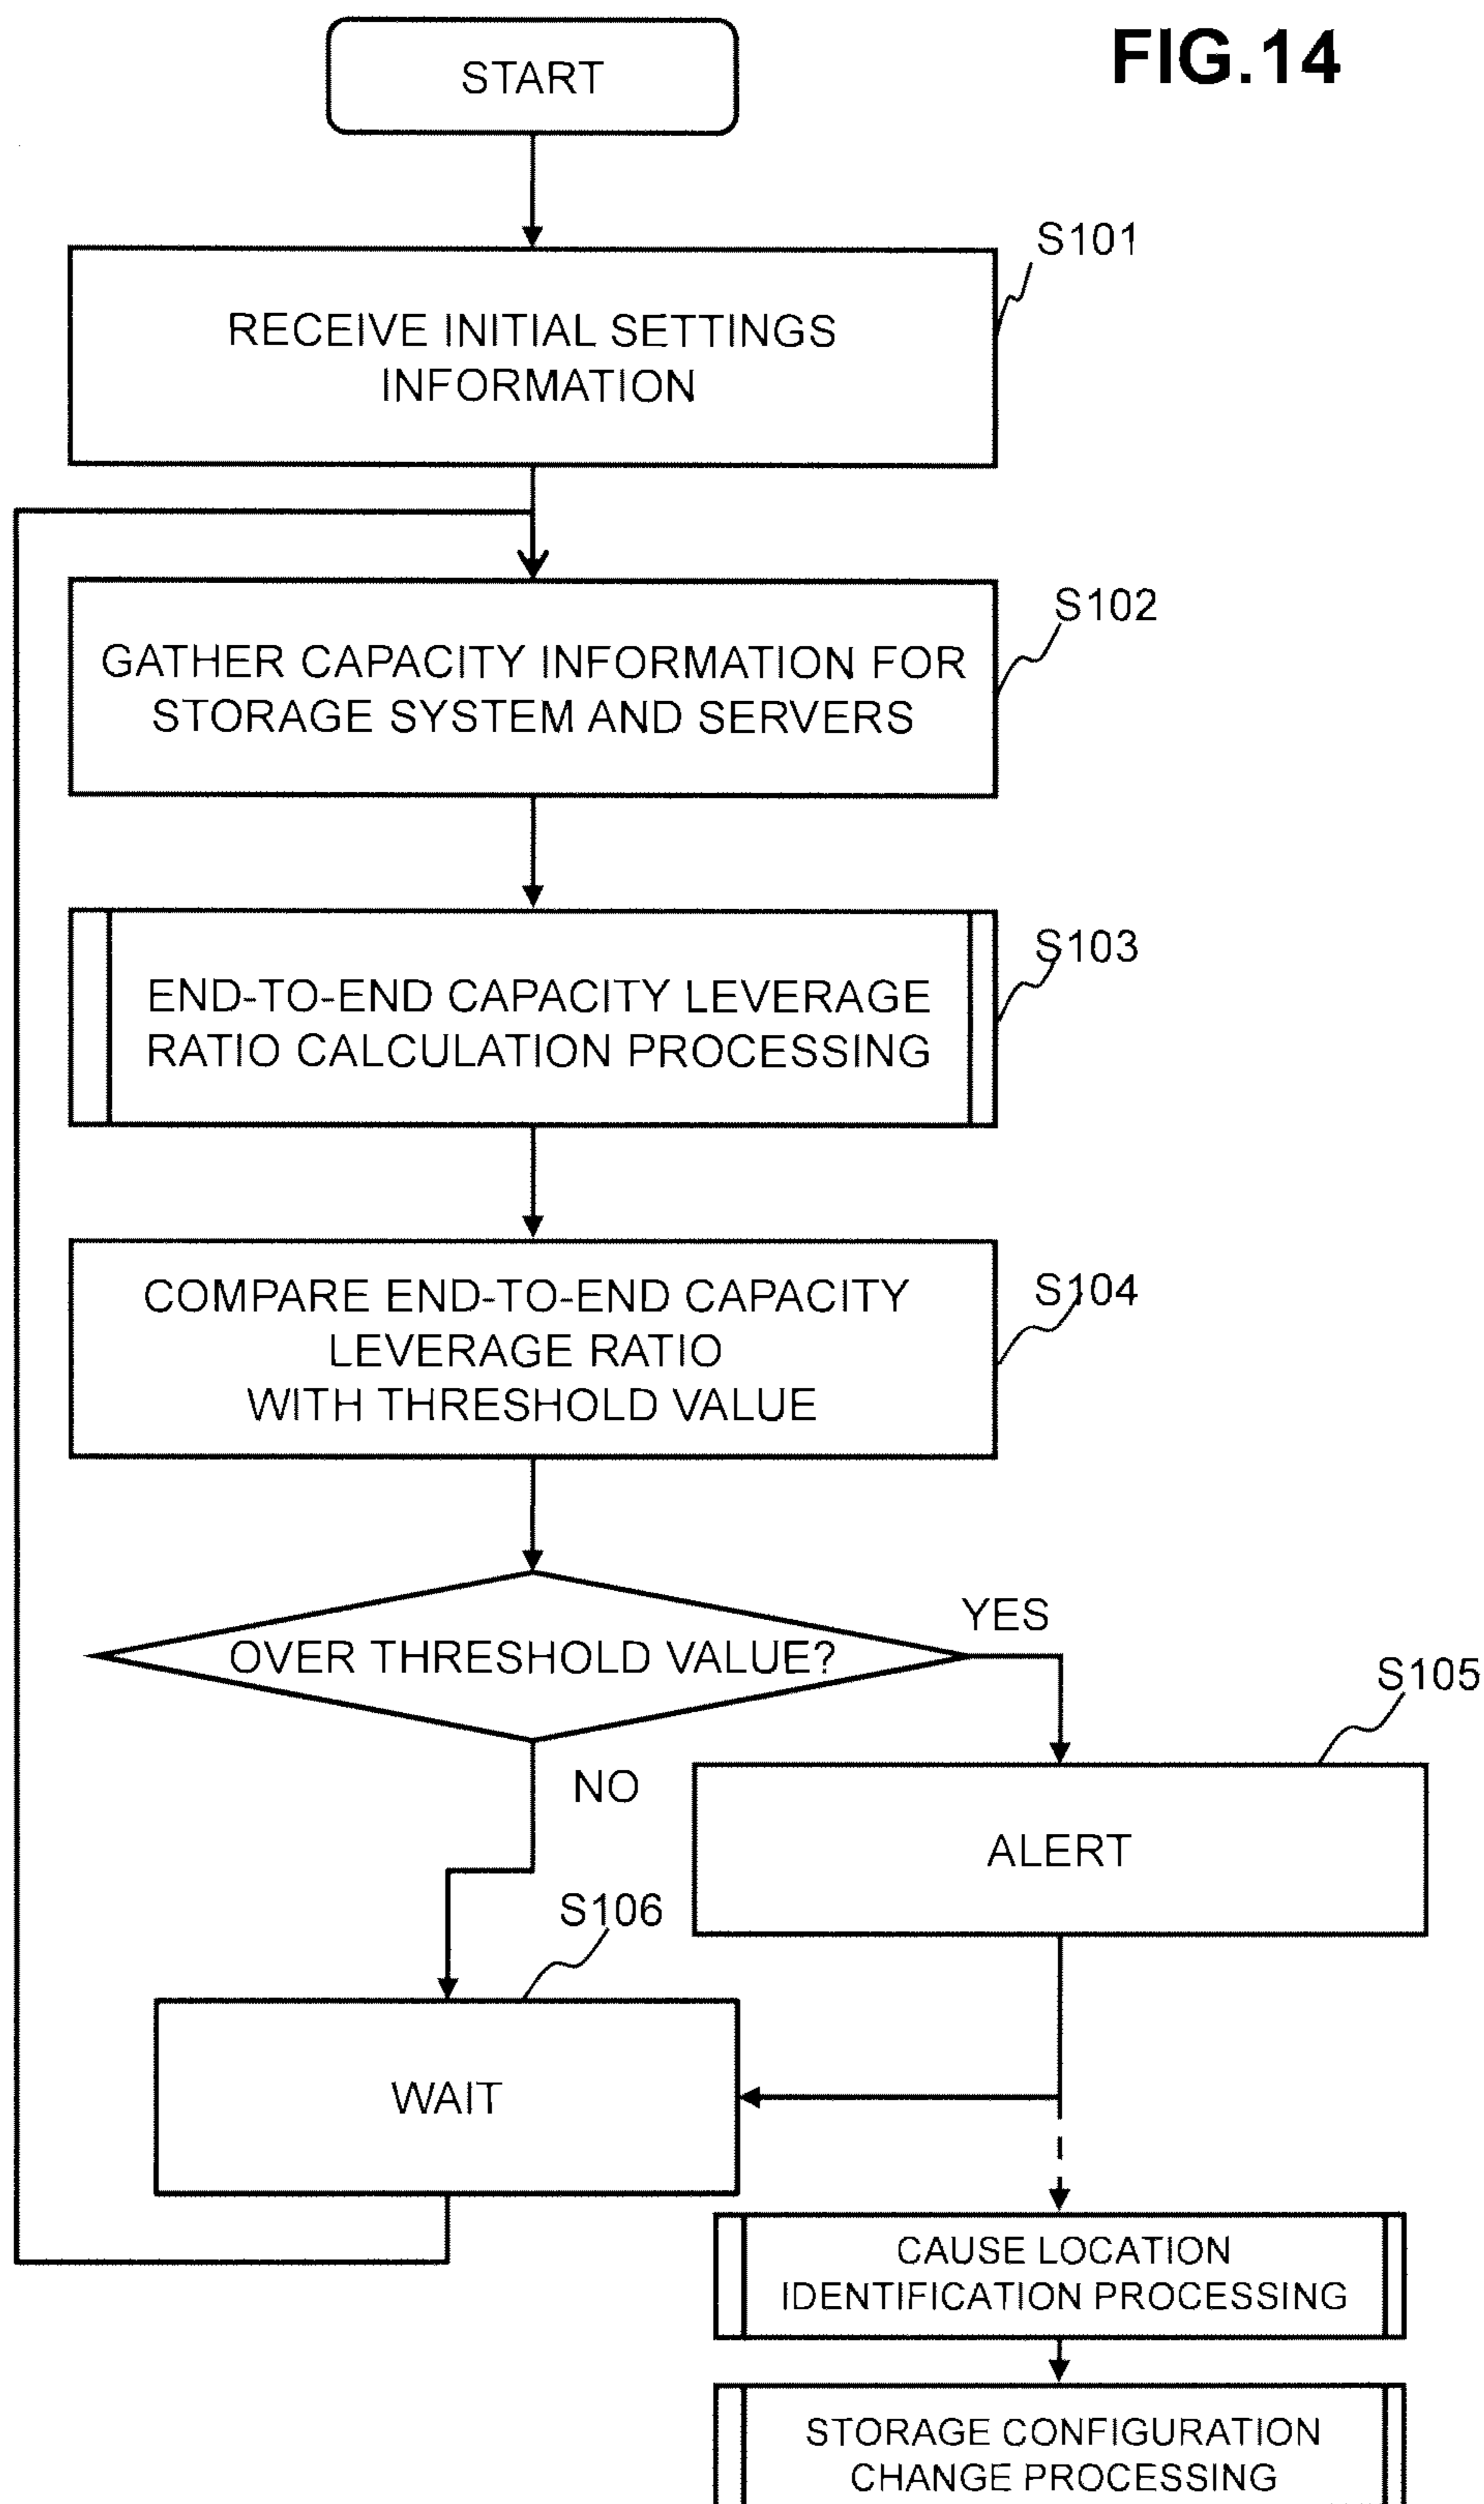 FIG.14
START
S101
RECEIVE INITIAL SETTINGS
INFORMATION
S102
GATHER CAPACITY INFORMATION FOR
STORAGE SYSTEM AND SERVERS
S103
END-TO-END CAPACITY LEVERAGE
RATIO CALCULATION PROCESSING
S104
COMPARE END-TO-END CAPACITY
LEVERAGE RATIO
WITH THRESHOLD VALUE
OVER THRESHOLD VALUE?
YES
NO
S105
ALERT
S106
WAIT
CAUSE LOCATION
IDENTIFICATION PROCESSING
STORAGE CONFIGURATION
CHANGE PROCESSING